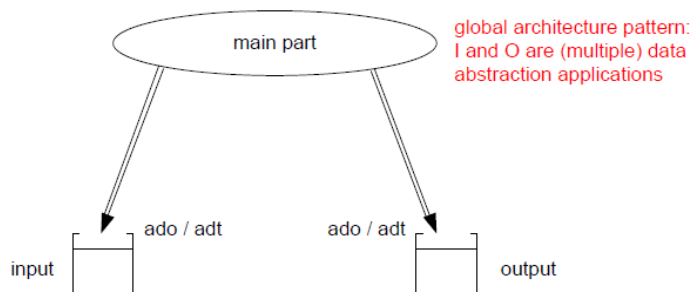 main part
global architecture pattern:
I and O are (multiple) data
abstraction applications
ado / adt
ado / adt
input
output